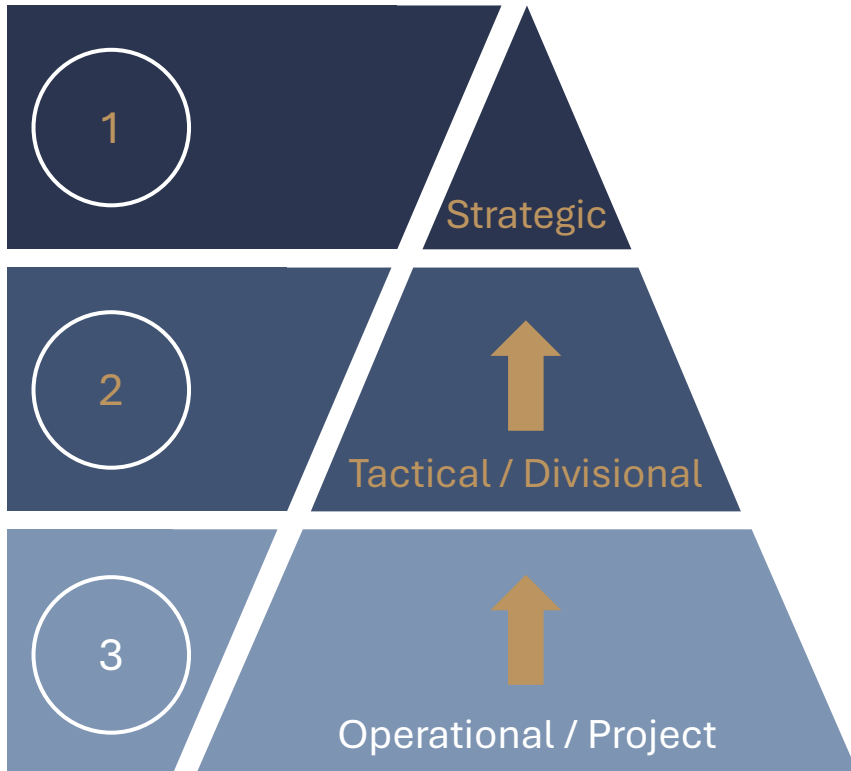 1
Strategic
2
Tactical / Divisional
3
Operational / Project